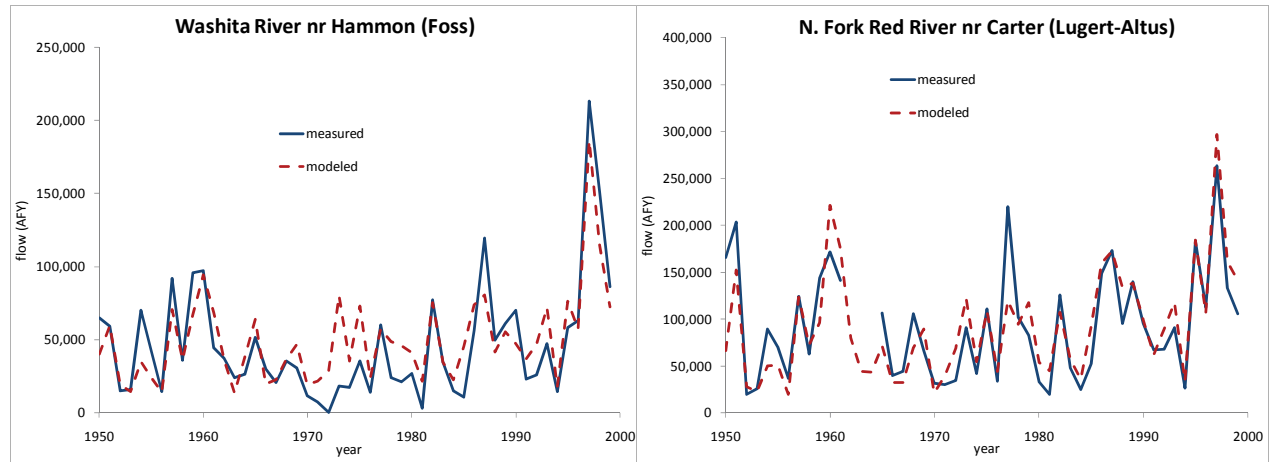 Washita River nr Hammon (Foss)
250,000
200,000
150,000
100,000
50,000
0
flow (AFY)
measured
modeled
1950
1960
1970
1980
1990
2000
year
N. Fork Red River nr Carter (Lugert-Altus)
400,000
350,000
300,000
250,000
200,000
150,000
100,000
50,000
0
flow (AFY)
measured
modeled
1950
1960
1970
1980
1990
2000
year